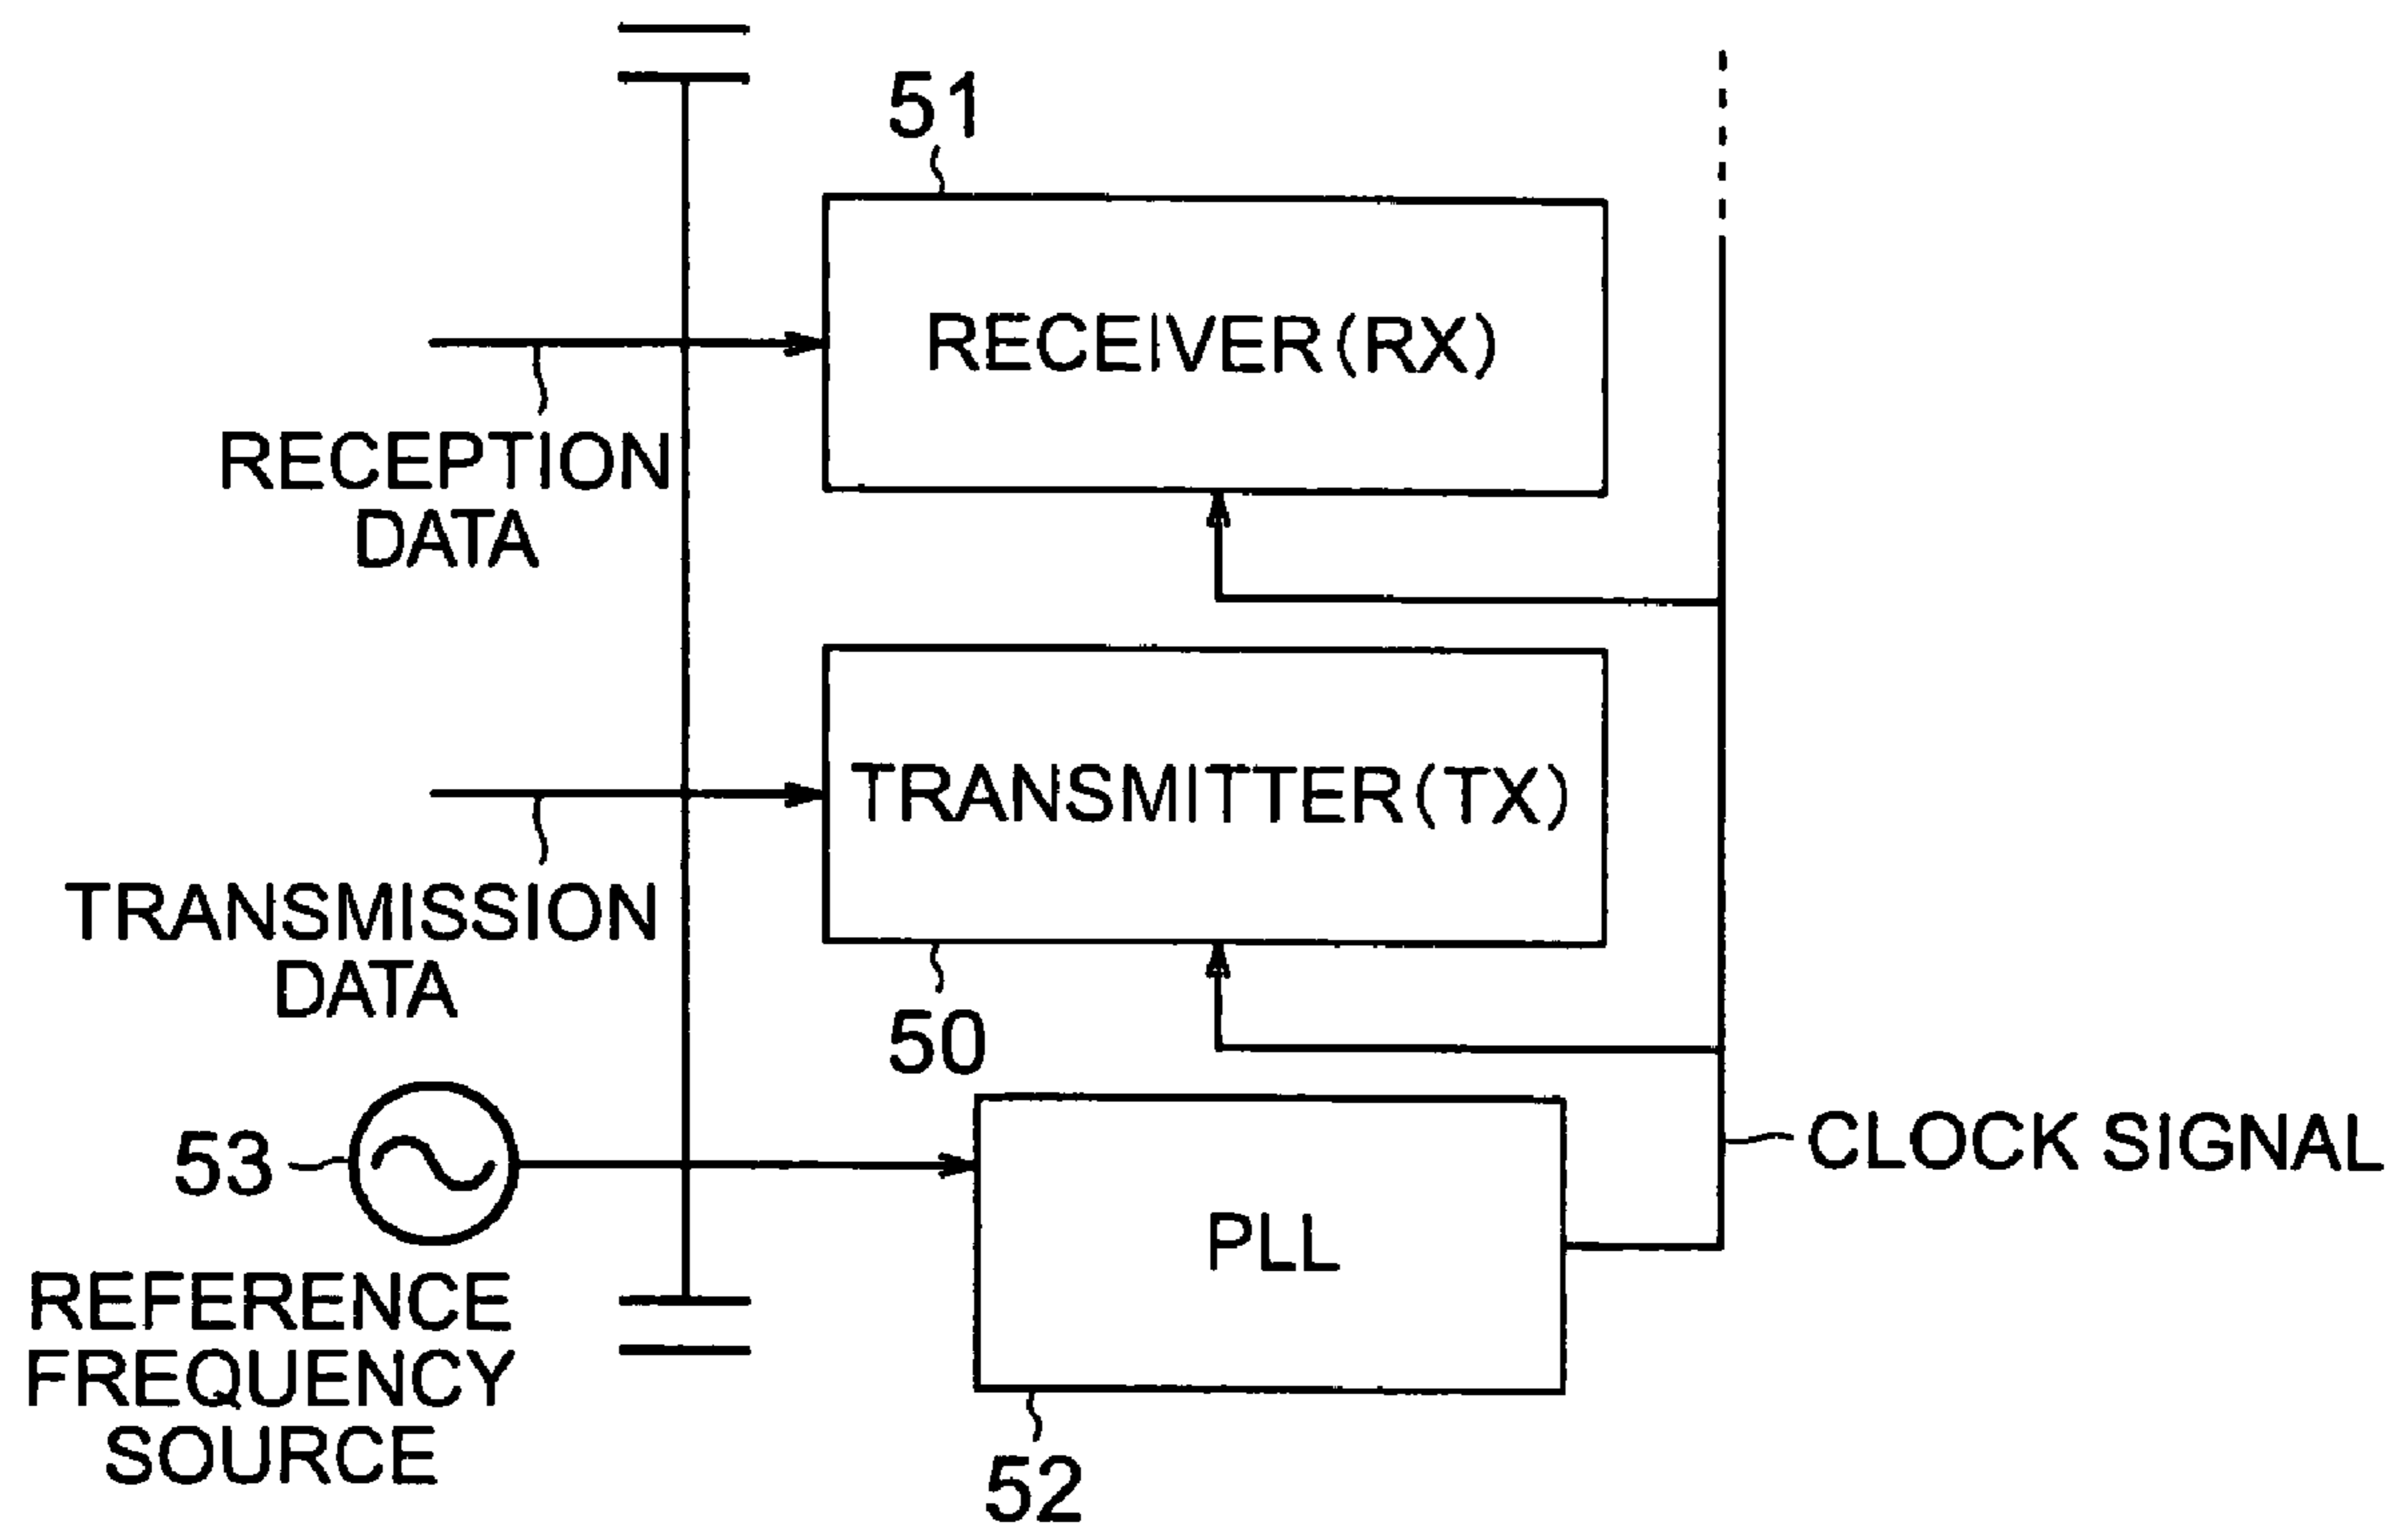 51
RECEIVER(RX)
RECEPTION
DATA
TRANSMITTER(TX)
TRANSMISSION
DATA
50
53
CLOCK SIGNAL
PLL
REFERENCE
FREQUENCY
SOURCE
52